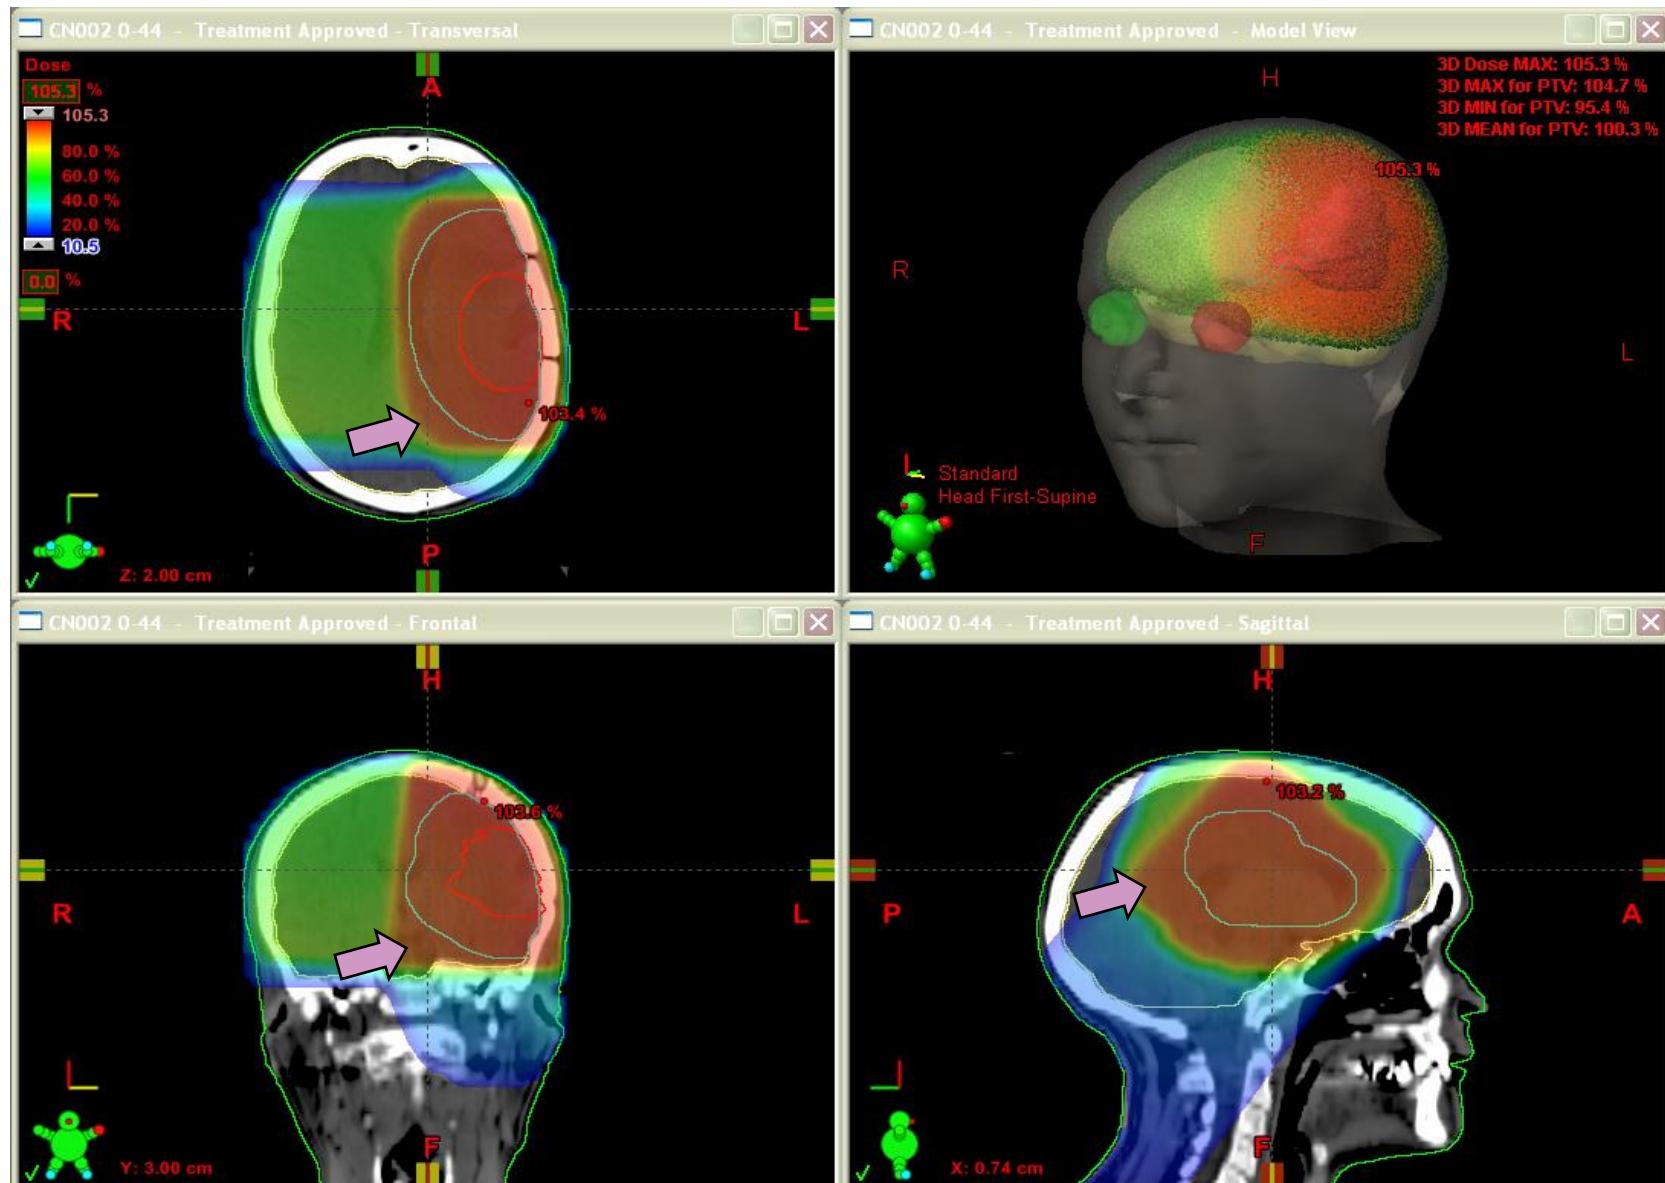 CN002 0-44 - Treatment Approved - Transversal
Dose
105.3 %
105.3
80.0 %
60.0 %
40.0 %
20.0 %
10.5
0.0 %
A
R
L
103.4 %
P
Z: 2.00 cm
CN002 0-44 - Treatment Approved - Model View
3D Dose MAX: 105.3 %
3D MAX for PTV: 104.7 %
3D MIN for PTV: 95.4 %
3D MEAN for PTV: 100.3 %
H
105.3 %
R
L
Standard
Head First-Supine
F
CN002 0-44 - Treatment Approved - Frontal
H
103.6 %
R
L
F
Y: 3.00 cm
CN002 0-44 - Treatment Approved - Sagittal
H
103.2 %
P
A
F
X: 0.74 cm